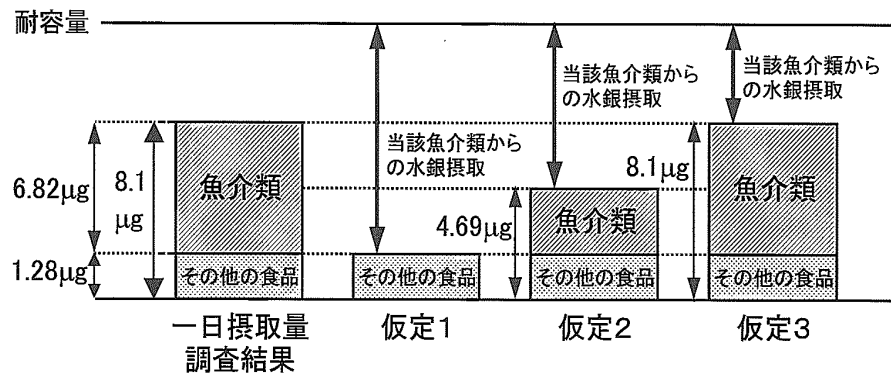 耐容量
当該魚介類から
の水銀摂取
当該魚介類から
の水銀摂取
当該魚介類から
の水銀摂取
6.82μg
8.1
μg
魚介類
1.28μg
その他の食品
その他の食品
4.69μg
魚介類
その他の食品
8.1μg
魚介類
その他の食品
一日摂取量
調査結果
仮定1
仮定2
仮定3